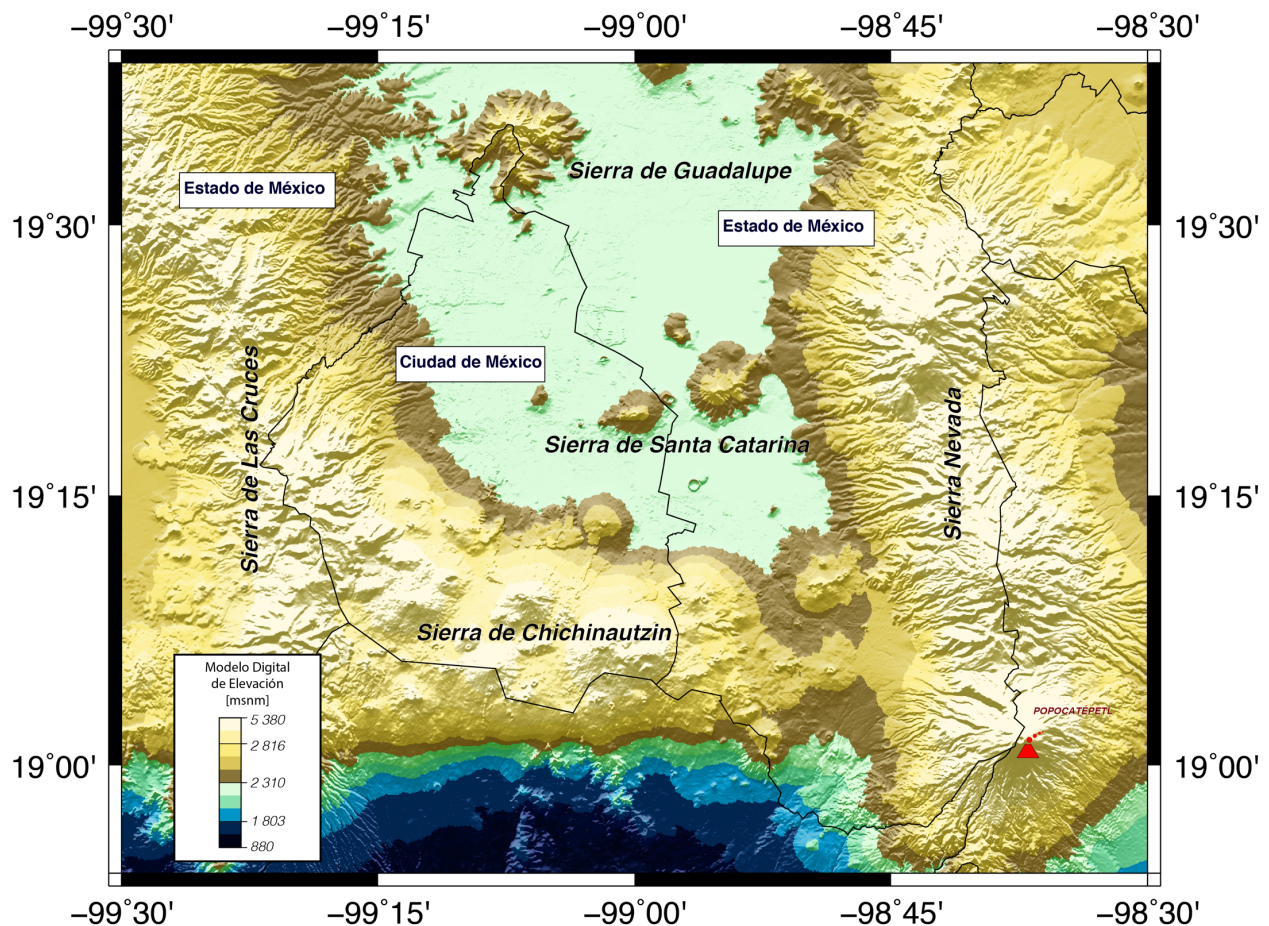 −99˚30' −99˚15' −99˚00' −98˚45' −98˚30'
Sierra de Guadalupe
Estado de México
Estado de México
19˚30' 19˚30'
Ciudad de México
Sierra de Las Cruces
Sierra Nevada
Sierra de Santa Catarina
19˚15' 19˚15'
Sierra de Chichinautzin
Modelo Digital
de Elevación
[msnm]
5 380
2 816
2 310
1 803
880
POPOCATÉPETL
19˚00' 19˚00'
−99˚30' −99˚15' −99˚00' −98˚45' −98˚30'